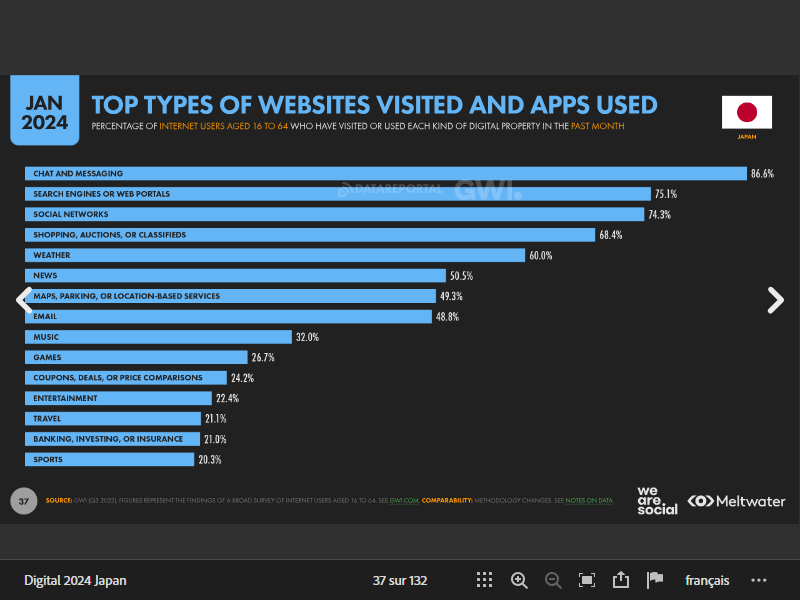 JAN
2024
TOP TYPES OF WEBSITES VISITED AND APPS USED
PERCENTAGE OF INTERNET USERS AGED 16 TO 64 WHO HAVE VISITED OR USED EACH KIND OF DIGITAL PROPERTY IN THE PAST MONTH
JAPAN
CHAT AND MESSAGING 86.6%
DATAREPORTAL GWI.
SEARCH ENGINES OR WEB PORTALS 75.1%
SOCIAL NETWORKS 74.3%
SHOPPING, AUCTIONS, OR CLASSIFIEDS 68.4%
WEATHER 60.0%
NEWS 50.5%
MAPS, PARKING, OR LOCATION-BASED SERVICES 49.3%
EMAIL 48.8%
MUSIC 32.0%
GAMES 26.7%
COUPONS, DEALS, OR PRICE COMPARISONS 24.2%
ENTERTAINMENT 22.4%
TRAVEL 21.1%
BANKING, INVESTING, OR INSURANCE 21.0%
SPORTS 20.3%
37
SOURCE: GWI (Q3 2023). FIGURES REPRESENT THE FINDINGS OF A BROAD SURVEY OF INTERNET USERS AGED 16 TO 64. SEE GWI.COM. COMPARABILITY: METHODOLOGY CHANGES. SEE NOTES ON DATA.
we
are
social
Meltwater
Digital 2024 Japan
37 sur 132
français